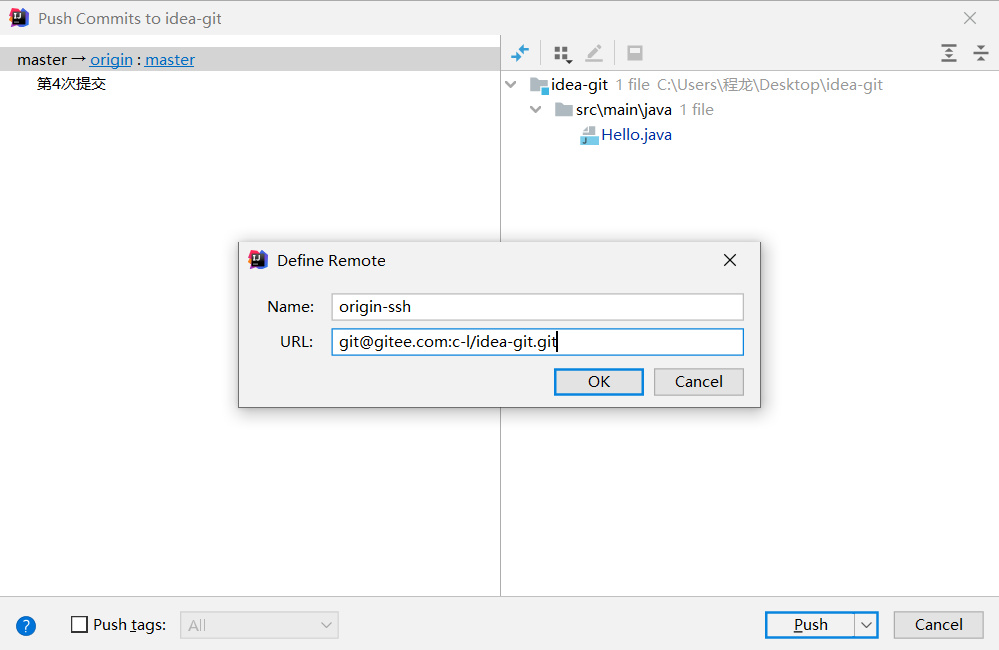 Push Commits to idea-git
master → origin : master
第4次提交
idea-git 1 file C:\Users\程龙\Desktop\idea-git
src\main\java 1 file
Hello.java
Define Remote
Name: origin-ssh
URL: git@gitee.com:c-l/idea-git.git
OK Cancel
? Push tags: All Push Cancel